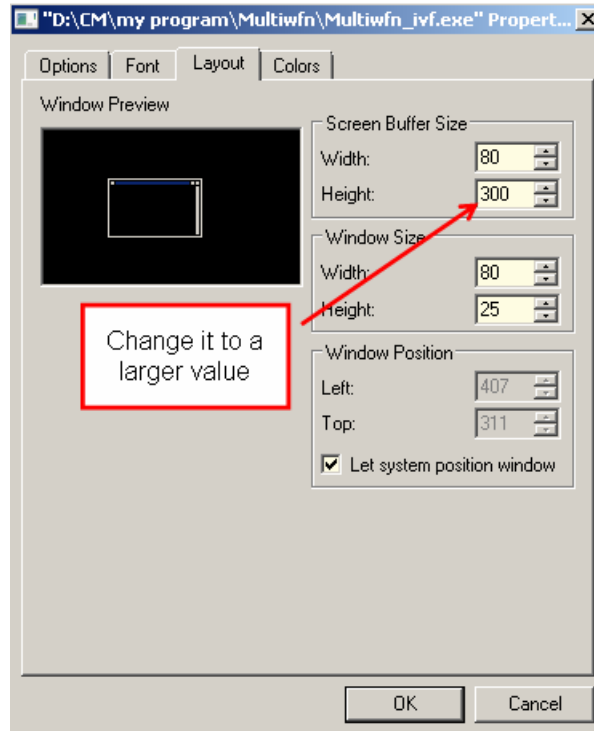 "D:\CM\my program\Multiwfn\Multiwfn_ivf.exe" Propert...
Options Font Layout Colors
Window Preview
Screen Buffer Size
Width: 80
Height: 300
Window Size
Width: 80
Height: 25
Change it to a
larger value
Window Position
Left: 407
Top: 311
Let system position window
OK Cancel